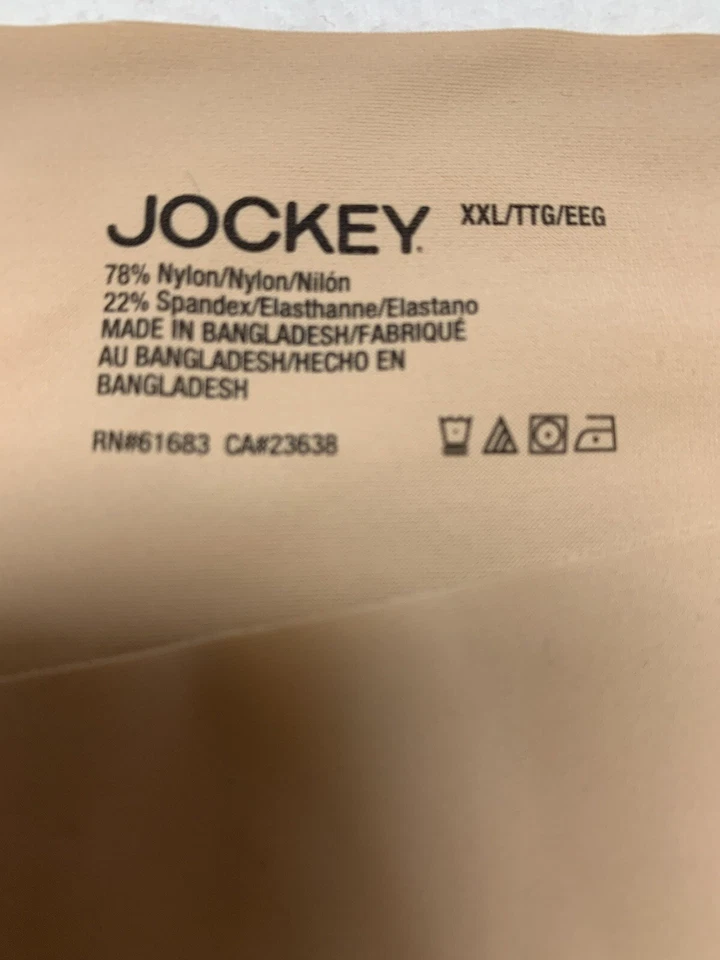 JOCKEY.
XXL/TTG/EEG
78% Nylon/Nylon/Nilón
22% Spandex/Elasthanne/Elastano
MADE IN BANGLADESH/FABRIQUÉ
AU BANGLADESH/HECHO EN
BANGLADESH
RN#61683 CA#23638